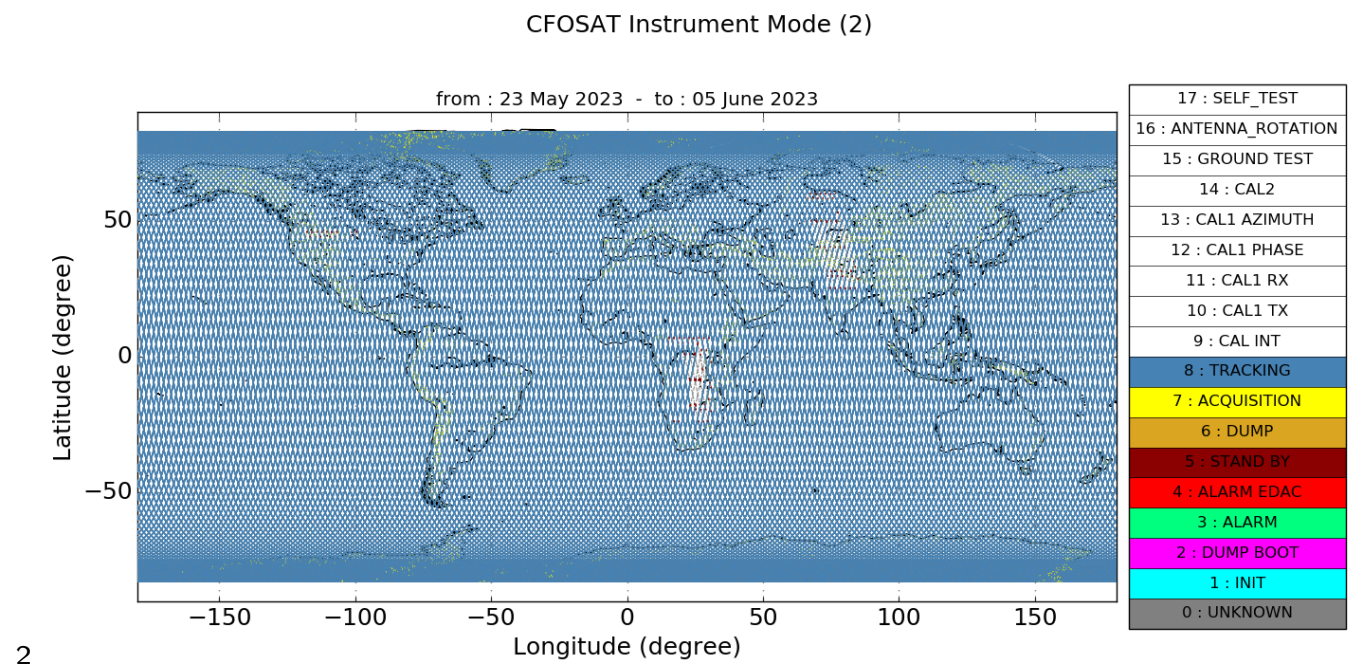 CFOSAT Instrument Mode (2)
from : 23 May 2023 - to : 05 June 2023
17 : SELF_TEST
16 : ANTENNA_ROTATION
15 : GROUND TEST
14 : CAL2
13 : CAL1 AZIMUTH
12 : CAL1 PHASE
11 : CAL1 RX
10 : CAL1 TX
9 : CAL INT
8 : TRACKING
7 : ACQUISITION
6 : DUMP
5 : STAND BY
4 : ALARM EDAC
3 : ALARM
2 : DUMP BOOT
1 : INIT
0 : UNKNOWN
Latitude (degree)
50
0
−50
−150 −100 −50 0 50 100 150
Longitude (degree)
2